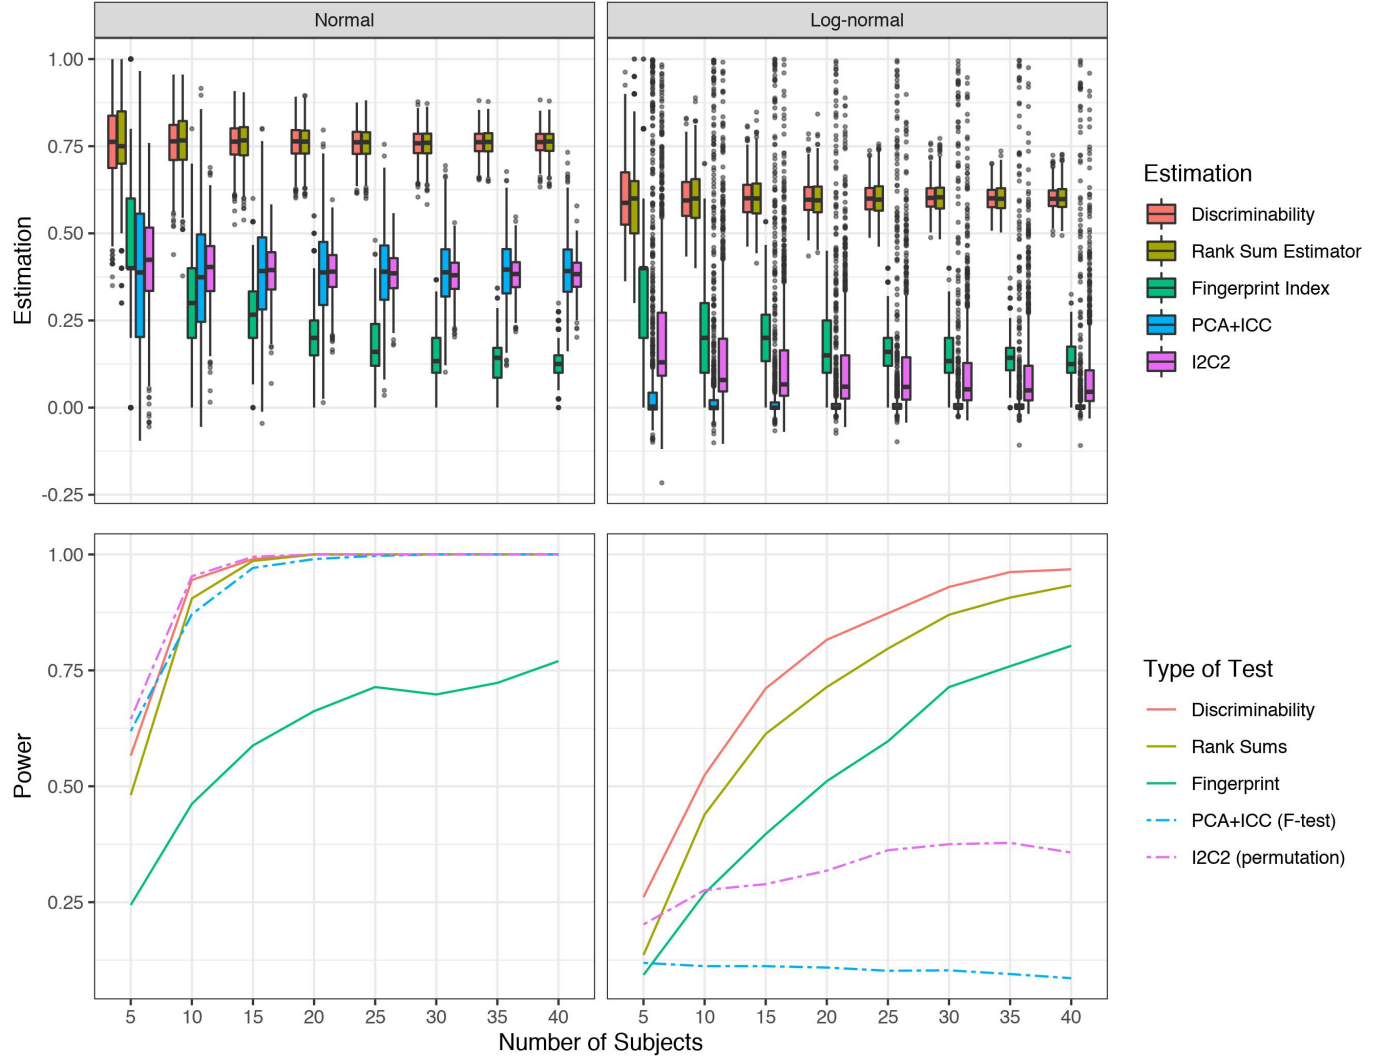 Normal
Log-normal
1.00
0.75
0.50
0.25
0.00
-0.25
Estimation
Estimation
Discriminability
Rank Sum Estimator
Fingerprint Index
PCA+ICC
I2C2
1.00
0.75
0.50
0.25
Power
5 10 15 20 25 30 35 40
5 10 15 20 25 30 35 40
Number of Subjects
Type of Test
Discriminability
Rank Sums
Fingerprint
PCA+ICC (F-test)
I2C2 (permutation)